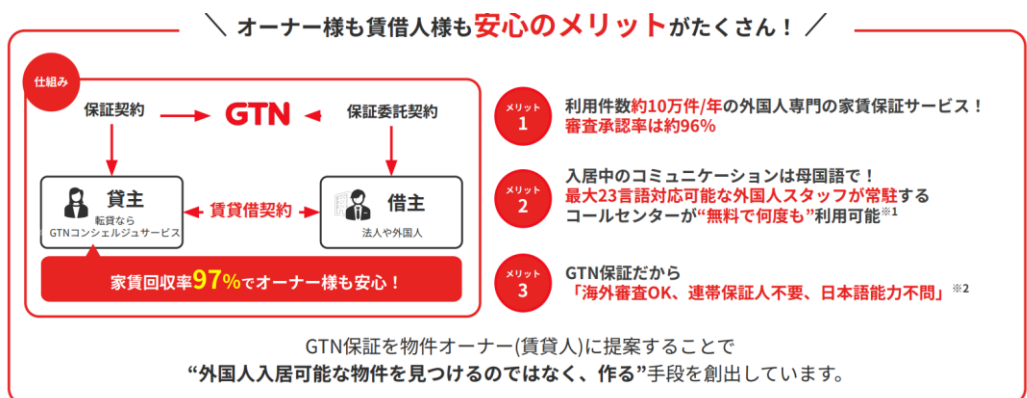 オーナー様も賃借人様も安心のメリットがたくさん！
仕組み
保証契約
GTN
保証委託契約
貸主
転貸なら
GTNコンシェルジュサービス
賃貸借契約
借主
法人や外国人
家賃回収率97%でオーナー様も安心！
メリット
1
利用件数約10万件/年の外国人専門の家賃保証サービス！
審査承認率は約96%
メリット
2
入居中のコミュニケーションは母国語で！
最大23言語対応可能な外国人スタッフが常駐する
コールセンターが“無料で何度も”利用可能※1
メリット
3
GTN保証だから
「海外審査OK、連帯保証人不要、日本語能力不問」※2
GTN保証を物件オーナー(賃貸人)に提案することで
“外国人入居可能な物件を見つけるのではなく、作る”手段を創出しています。